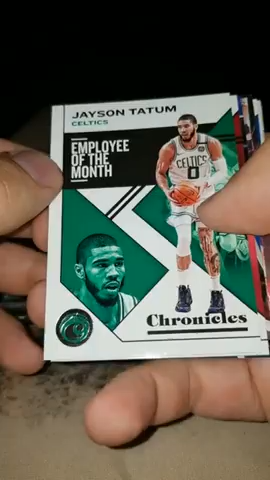 JAYSON TATUM
CELTICS
EMPLOYEE
OF THE
MONTH
CELTICS
0
Chronicles
C